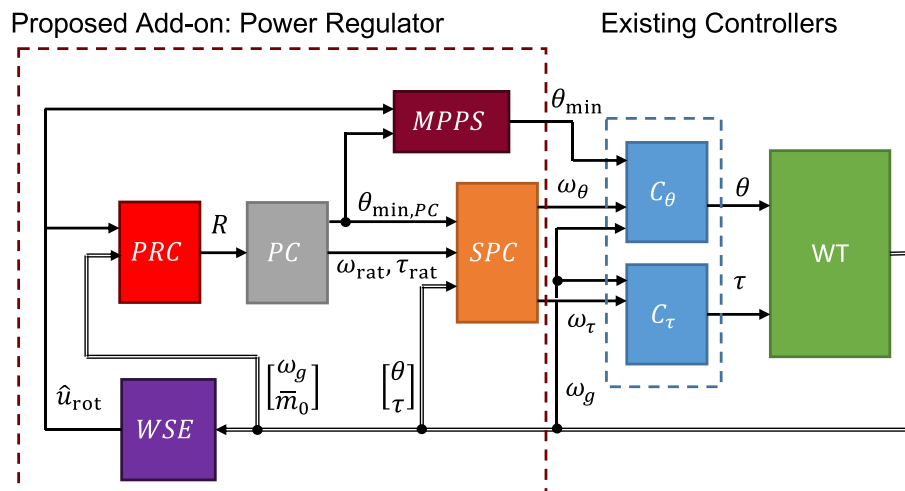 Proposed Add-on: Power Regulator
Existing Controllers
MPPS
θ_min
PRC
R
PC
θ_min,PC
ω_rat, τ_rat
SPC
ω_θ
C_θ
θ
WT
ω_τ
C_τ
τ
û_rot
WSE
[ω_g
m̅_0]
[θ
τ]
ω_g